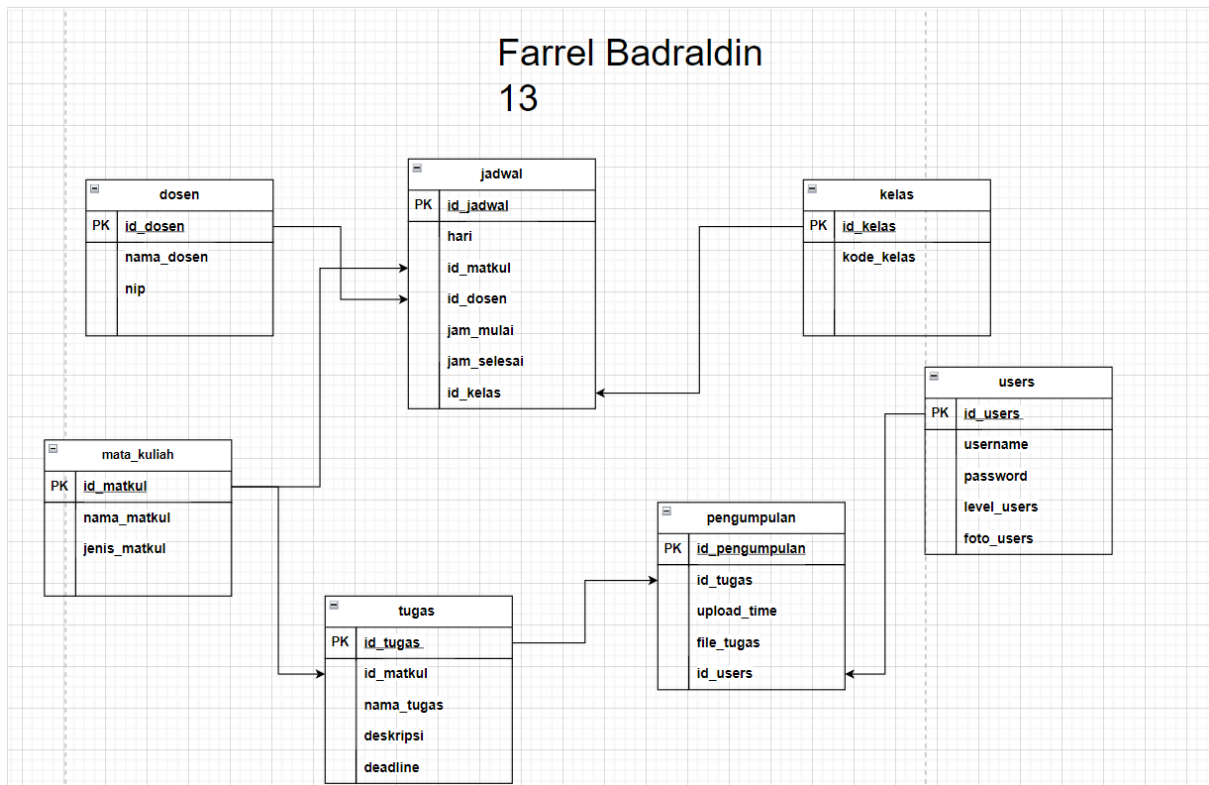 Farrel Badraldin
13
dosen
PK id_dosen
nama_dosen
nip
jadwal
PK id_jadwal
hari
id_matkul
id_dosen
jam_mulai
jam_selesai
id_kelas
kelas
PK id_kelas
kode_kelas
users
PK id_users
username
password
level_users
foto_users
mata_kuliah
PK id_matkul
nama_matkul
jenis_matkul
pengumpulan
PK id_pengumpulan
id_tugas
upload_time
file_tugas
id_users
tugas
PK id_tugas
id_matkul
nama_tugas
deskripsi
deadline